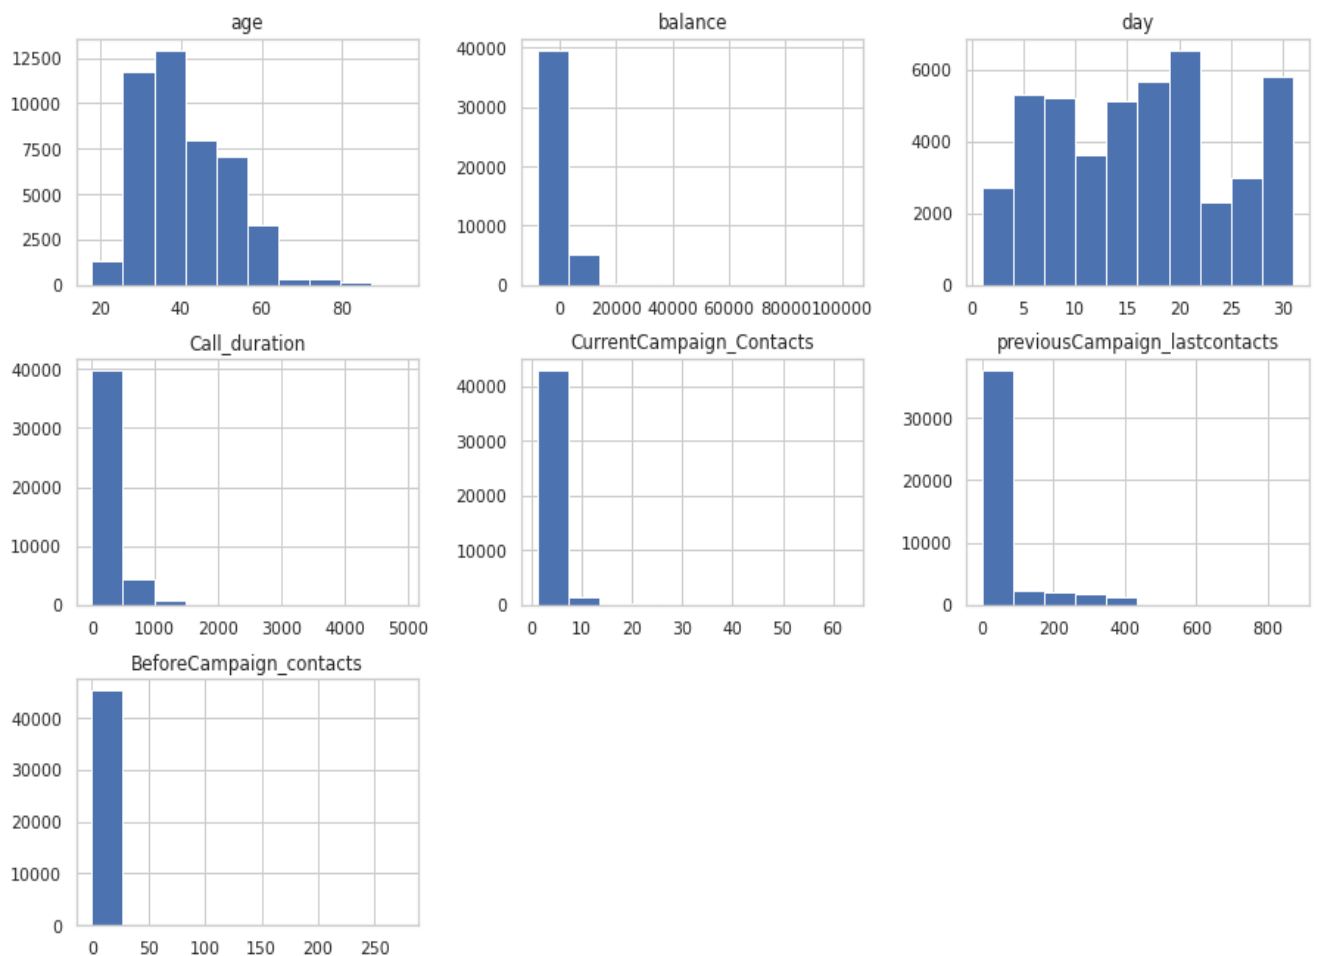 age
12500
10000
7500
5000
2500
0
20 40 60 80
balance
40000
30000
20000
10000
0
0 20000 40000 60000 80000 100000
day
6000
4000
2000
0
0 5 10 15 20 25 30
Call_duration
40000
30000
20000
10000
0
0 1000 2000 3000 4000 5000
CurrentCampaign_Contacts
40000
30000
20000
10000
0
0 10 20 30 40 50 60
previousCampaign_lastcontacts
30000
20000
10000
0
0 200 400 600 800
BeforeCampaign_contacts
40000
30000
20000
10000
0
0 50 100 150 200 250